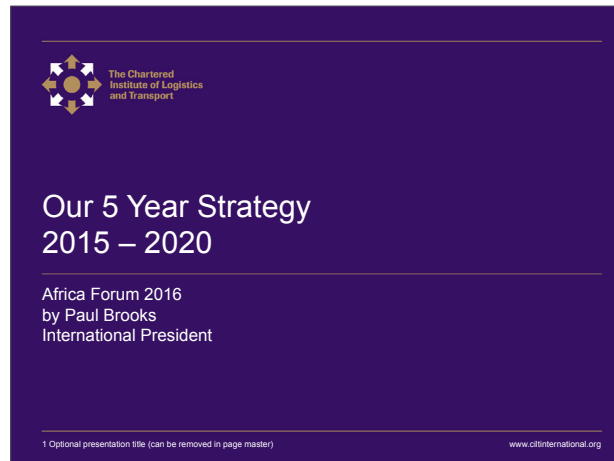 The Chartered
Institute of Logistics
and Transport
Our 5 Year Strategy
2015 – 2020
Africa Forum 2016
by Paul Brooks
International President
1 Optional presentation title (can be removed in page master)
www.ciltinternational.org